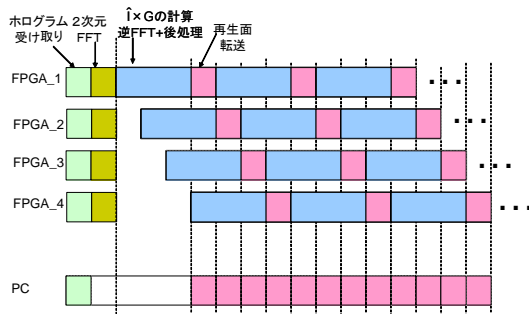 ホログラム
受け取り
2次元
FFT
Î×Gの計算
逆FFT+後処理
再生面
転送
FPGA_1
・・・
FPGA_2
・・・
FPGA_3
・・・
FPGA_4
・・・
PC